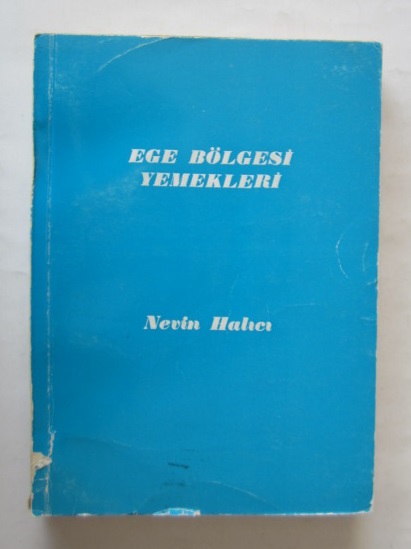 EGE BÖLGESİ
YEMEKLERİ
Nevin Halıcı